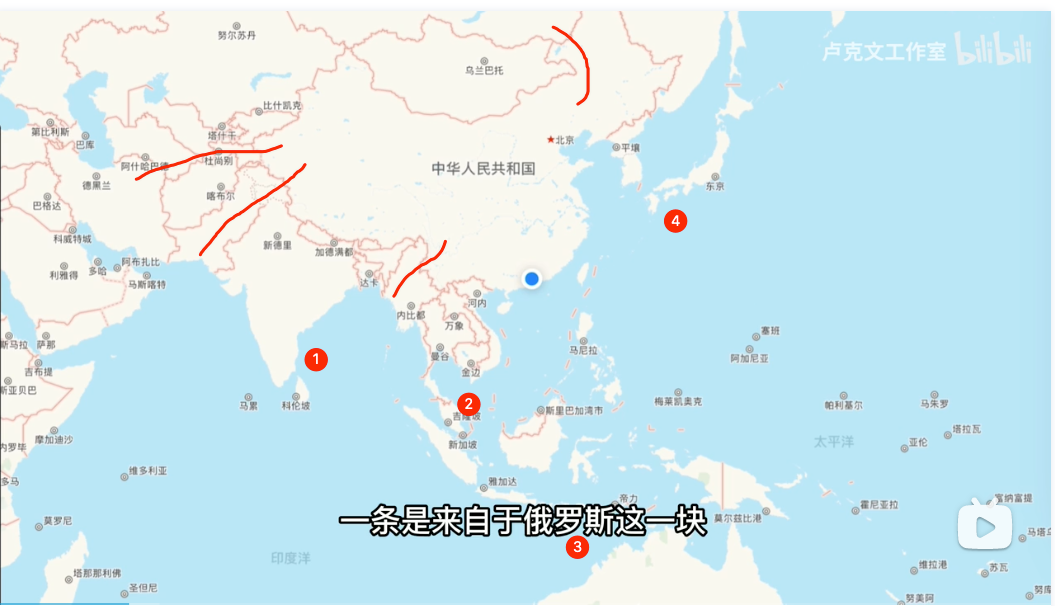 卢克文工作室 bilibili
努尔苏丹
乌兰巴托
比什凯克
第比利斯
塔什干
巴库
北京
平壤
阿什哈巴德
杜尚别
中华人民共和国
德黑兰
喀布尔
东京
巴格达
4
科威特城
新德里
加德满都
阿布扎比
利雅得
多哈
达卡
马斯喀特
河内
内比都
万象
塞班
斯马拉
萨那
曼谷
马尼拉
阿加尼亚
1
吉布提
金边
斯亚贝巴
2
马累
科伦坡
斯里巴加湾市
梅莱凯奥克
帕利基尔
马朱罗
吉隆坡
摩加迪沙
新加坡
太平洋
亚伦
塔拉瓦
内罗毕
维多利亚
多马
雅加达
帝力
富纳富提
霍尼亚拉
莫罗尼
一条是来自于俄罗斯这一块
莫尔兹比港
马塔
3
印度洋
维拉港
苏瓦
塔那那利佛
圣但尼
努美阿
努库